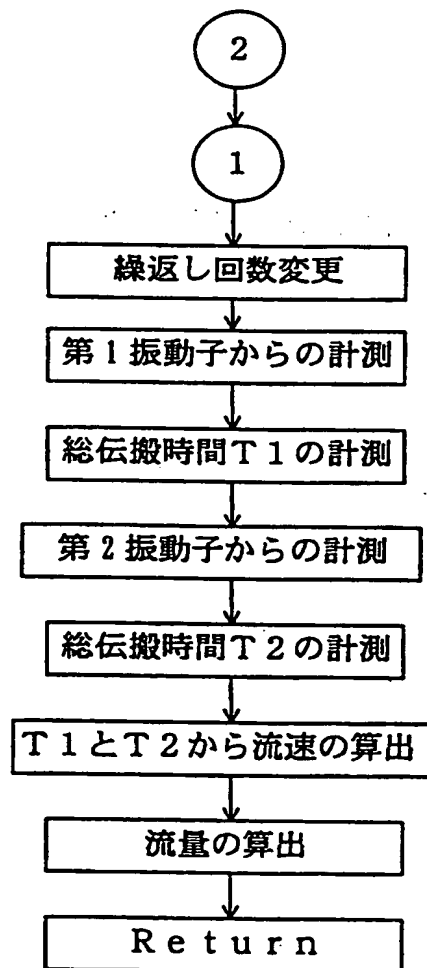 2
1
繰返し回数変更
第1振動子からの計測
総伝搬時間T1の計測
第2振動子からの計測
総伝搬時間T2の計測
T1とT2から流速の算出
流量の算出
Return